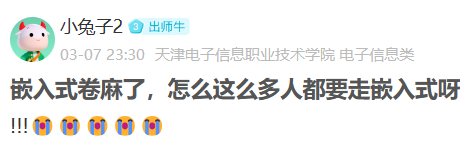 小兔子2 3 出师牛
03-07 23:30 天津电子信息职业技术学院 电子信息类
嵌入式卷麻了，怎么这么多人都要走嵌入式呀
!!!😭😭😭😭😭